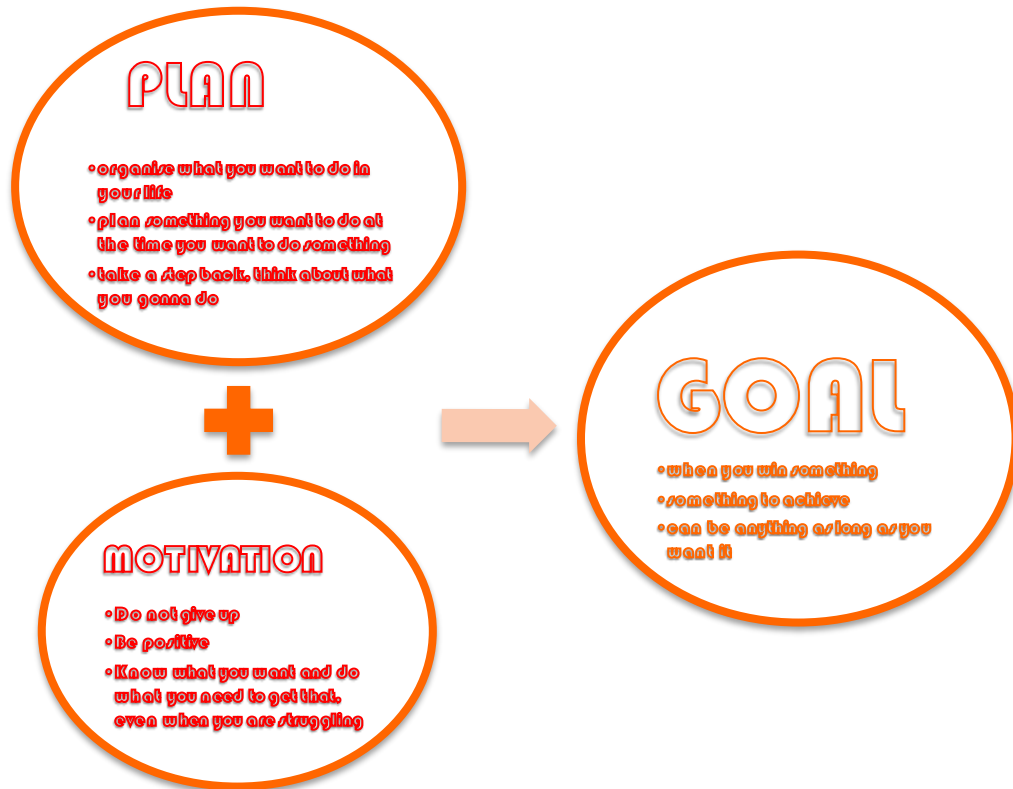 PLAN
•organise what you want to do in
your life
•plan something you want to do at
the time you want to do something
•take a step back, think about what
you gonna do
MOTIVATION
•Do not give up
•Be positive
•Know what you want and do
what you need to get that,
even when you are struggling
GOAL
•when you win something
•something to achieve
•can be anything as long as you
want it